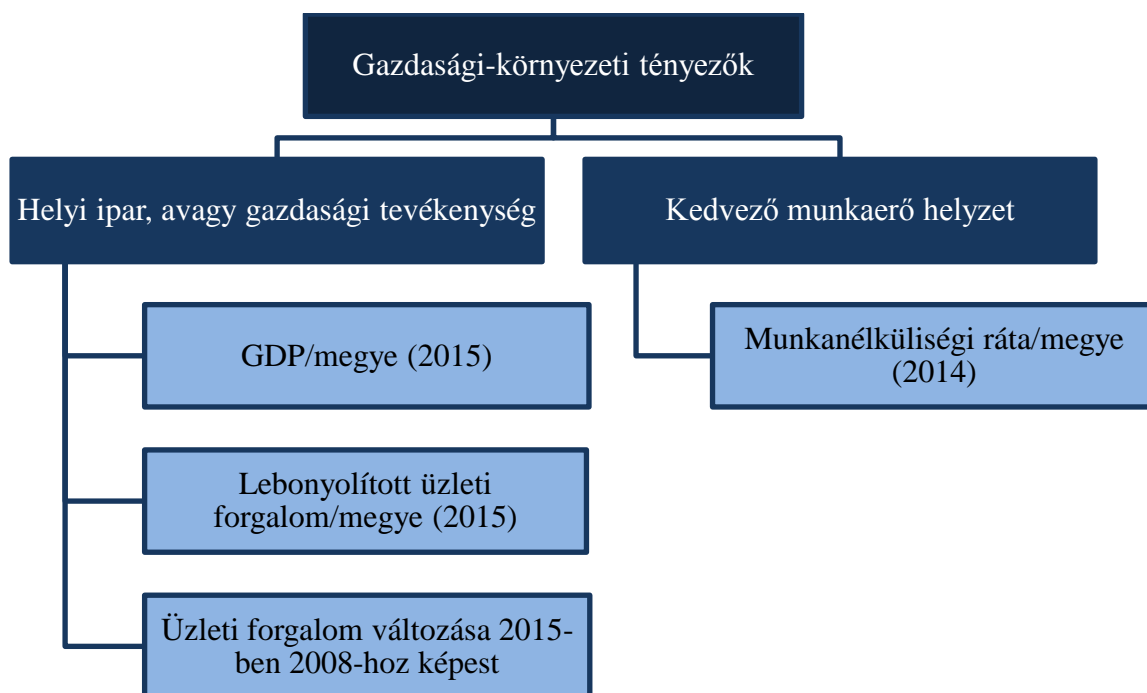 Gazdasági-környezeti tényezők
Helyi ipar, avagy gazdasági tevékenység
Kedvező munkaerő helyzet
GDP/megye (2015)
Munkanélküliségi ráta/megye
(2014)
Lebonyolított üzleti
forgalom/megye (2015)
Üzleti forgalom változása 2015-
ben 2008-hoz képest